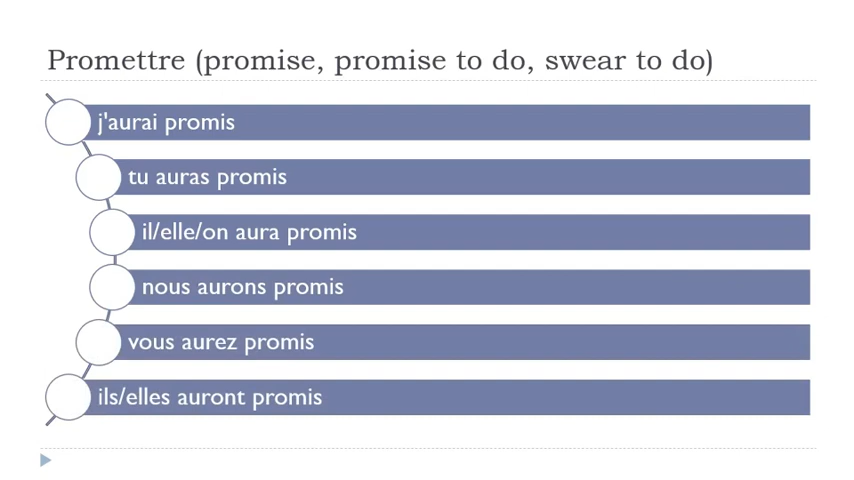 Promettre (promise, promise to do, swear to do)
j'aurai promis
tu auras promis
il/elle/on aura promis
nous aurons promis
vous aurez promis
ils/elles auront promis